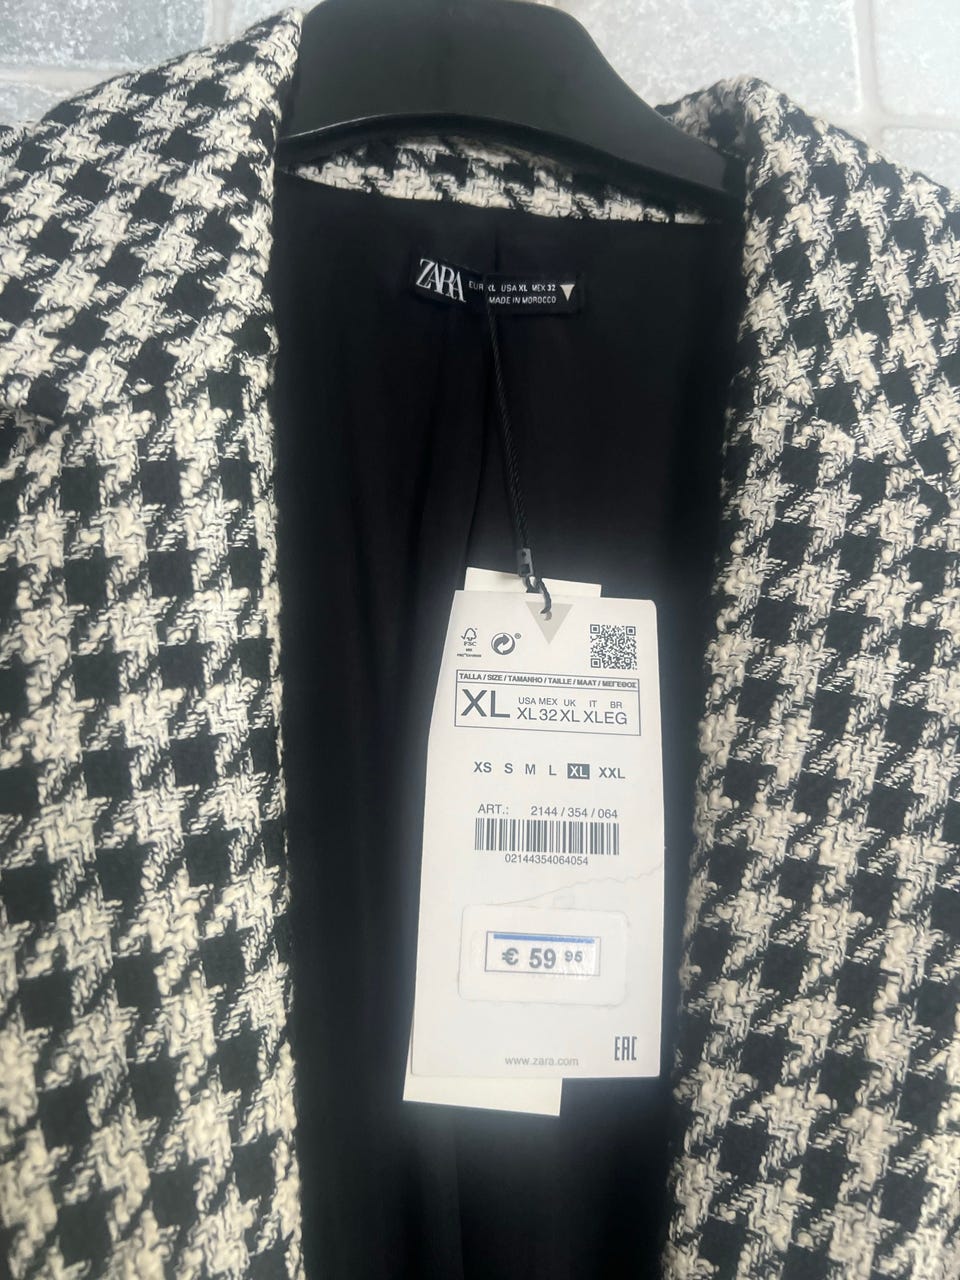 ZARA
EUR XL USA XL MEX 32
MADE IN MOROCCO
FSC
TALLA / SIZE / TAMANHO / TAILLE / MAAT / ΜΕΓΕΘΟΣ
XL
USA MEX UK IT BR
XL 32 XL XL EG
XS S M L XL XXL
ART.: 2144 / 354 / 064
02144354064054
€ 59 95
www.zara.com
EAC